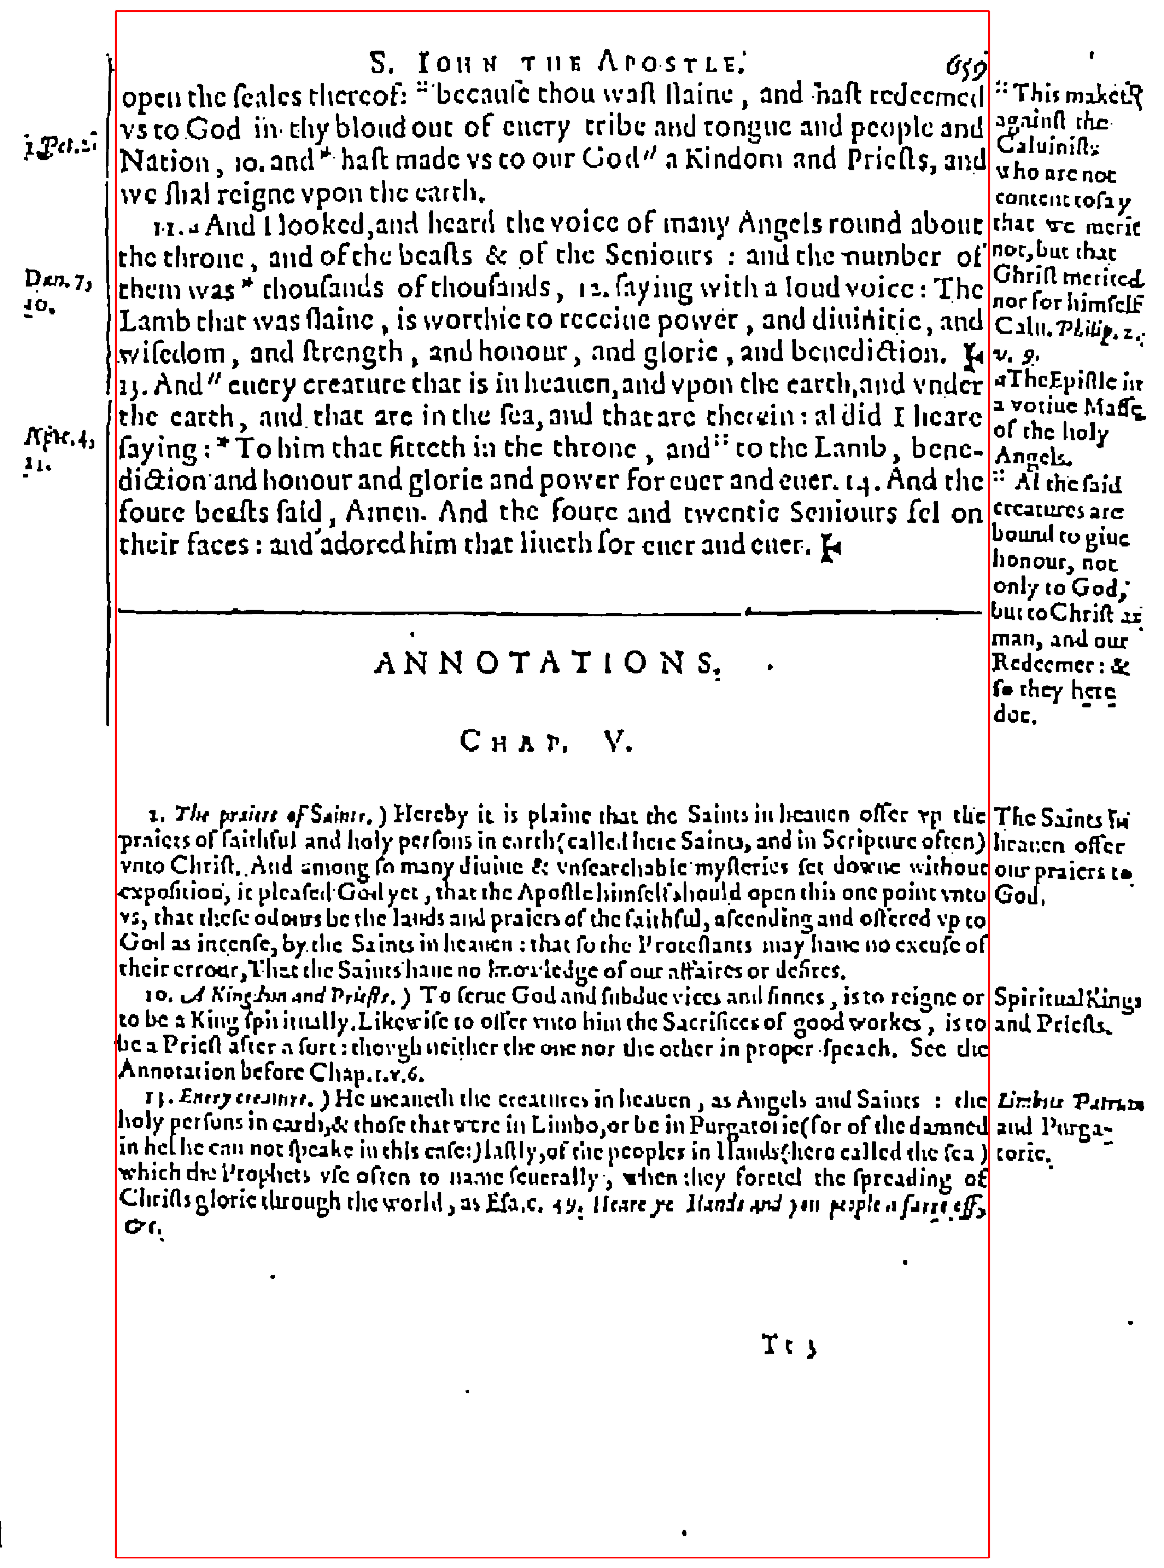 S. IOHN THE APOSTLE. 659
open the ſeales thereof: " becauſe thou waſt ſlaine, and haſt redeemed
vs to God in thy bloud out of euery tribe and tongue and people and
Nation, 10. and * haſt made vs to our God " a Kindom and Prieſts, and
we ſhal reigne vpon the earth.
11. And I looked, and heard the voice of many Angels round about
the throne, and of the beaſts & of the Seniours : and the number of
them was * thouſands of thouſands, 12. ſaying with a loud voice: The
Lamb that was ſlaine, is worthie to receiue power, and diuinitie, and
wiſedom, and ſtrength, and honour, and glorie, and benediction.
13. And " euery creature that is in heauen, and vpon the earth, and vnder
the earth, and that are in the ſea, and that are therein: al did I heare
ſaying: * To him that ſitteth in the throne, and " to the Lamb, bene-
diction and honour and glorie and power for euer and euer. 14. And the
foure beaſts ſaid, Amen. And the foure and twentie Seniours fel on
their faces: and adored him that liueth for euer and euer.
1. Pet. 2.
Dan. 7,
10.
Apoc. 4,
11.
" This maketh
againſt the
Caluiniſts
who are not
content to ſay
that we merit
not, but that
Chriſt merited
not for himſelf
Calu. Philip. 2.
v. 9.
The Epiſtle in
a votiue Maſſe
of the holy
Angels.
" Al the ſaid
creatures are
bound to giue
honour, not
only to God,
but to Chriſt as
man, and our
Redeemer: &
ſo they here
doe.
ANNOTATIONS.
CHAP. V.
1. The praiers of Saints.) Hereby it is plaine that the Saints in heauen offer vp the
praiers of faithful and holy perſons in earth (called here Saints, and in Scripture often)
vnto Chriſt. And among ſo many diuine & vnſearchable myſteries ſet downe without
expoſition, it pleaſed God yet, that the Apoſtle himſelf should open this one point vnto
vs, that theſe odours be the lauds and praiers of the faithful, aſcending and offered vp to
God as incenſe, by the Saints in heauen: that ſo the Proteſtants may haue no excuſe of
their errour, That the Saints haue no knowledge of our affaires or deſires.
10. A Kingdom and Prieſts.) To ſerue God and ſubdue vices and ſinnes, is to reigne or
to be a King ſpiritually. Likewiſe to offer vnto him the Sacrifices of good workes, is to
be a Prieſt after a ſort: though neither the one nor the other in proper ſpeach. See the
Annotation before Chap. 1. v. 6.
13. Euery creature.) He meaneth the creatures in heauen, as Angels and Saints : the
holy perſons in earth, & thoſe that were in Limbo, or be in Purgatorie (for of the damned
in hel he can not ſpeake in this caſe:) laſtly, of the peoples in Ilands (here called the ſea)
which the Prophets vſe often to name ſeuerally, when they foretel the ſpreading of
Chriſts glorie through the world, as Eſa. c. 49. Heare ye Ilands and you people a farre off,
&c.
The Saints in
heauen offer
our praiers to
God.
Spiritual Kings
and Prieſts.
Limbus Patrum
and Purga-
torie.
Tt 3